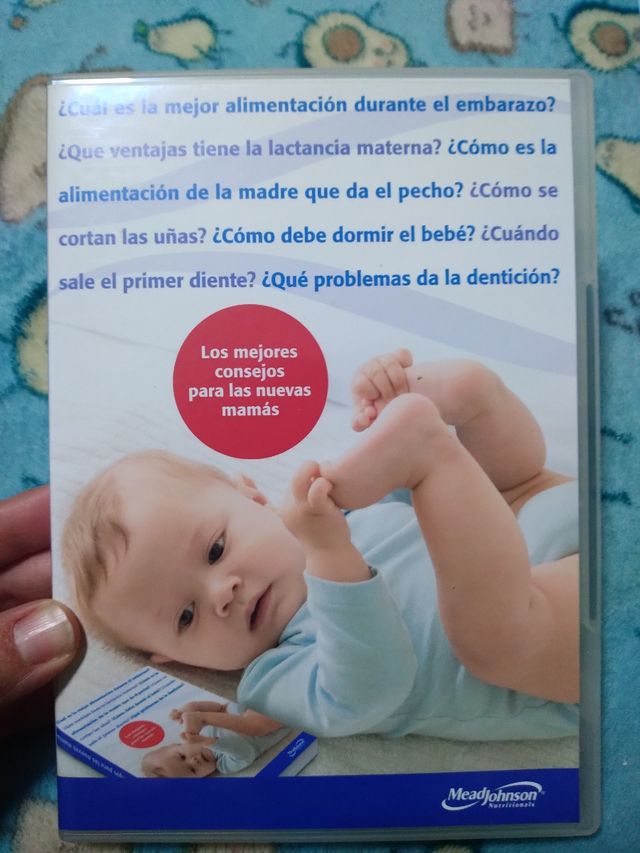 ¿Cuál es la mejor alimentación durante el embarazo?
¿Que ventajas tiene la lactancia materna? ¿Cómo es la
alimentación de la madre que da el pecho? ¿Cómo se
cortan las uñas? ¿Cómo debe dormir el bebé? ¿Cuándo
sale el primer diente? ¿Qué problemas da la dentición?
Los mejores
consejos
para las nuevas
mamás
MeadJohnson
Nutritionals